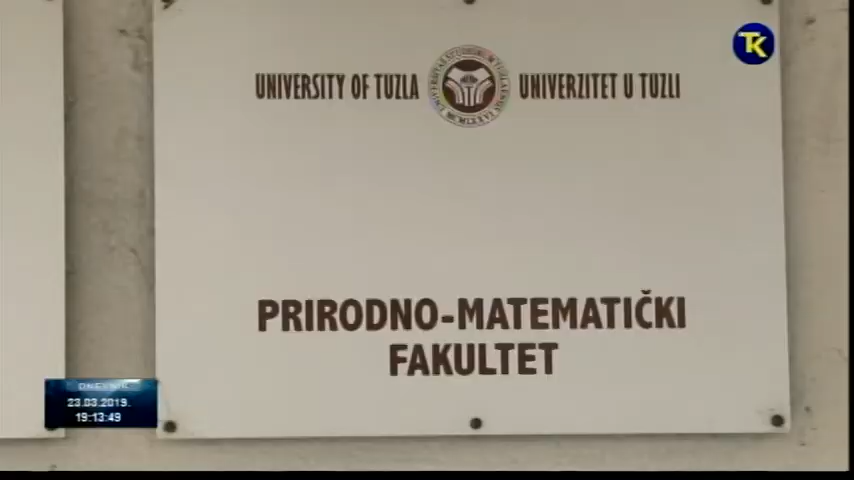 TK
UNIVERSITY OF TUZLA UNIVERZITET U TUZLI
PRIRODNO-MATEMATIČKI
FAKULTET
DNEVNIK
23.03.2019.
19:13:49